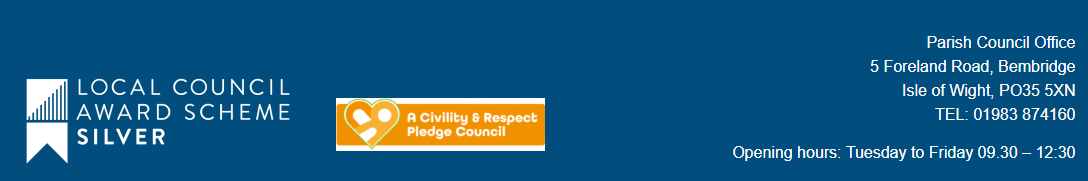 LOCAL COUNCIL
AWARD SCHEME
SILVER
A Civility & Respect
Pledge Council
Parish Council Office
5 Foreland Road, Bembridge
Isle of Wight, PO35 5XN
TEL: 01983 874160
Opening hours: Tuesday to Friday 09.30 – 12:30